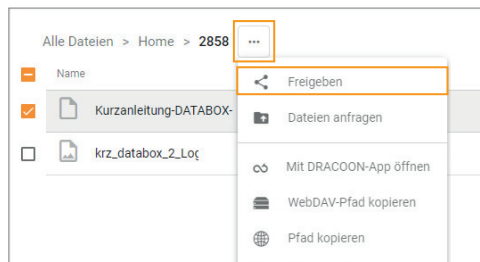 Alle Dateien > Home > 2858 ...
Name
Freigeben
Kurzanleitung-DATABOX-
Dateien anfragen
krz_databox_2_Log
Mit DRACOON-App öffnen
WebDAV-Pfad kopieren
Pfad kopieren